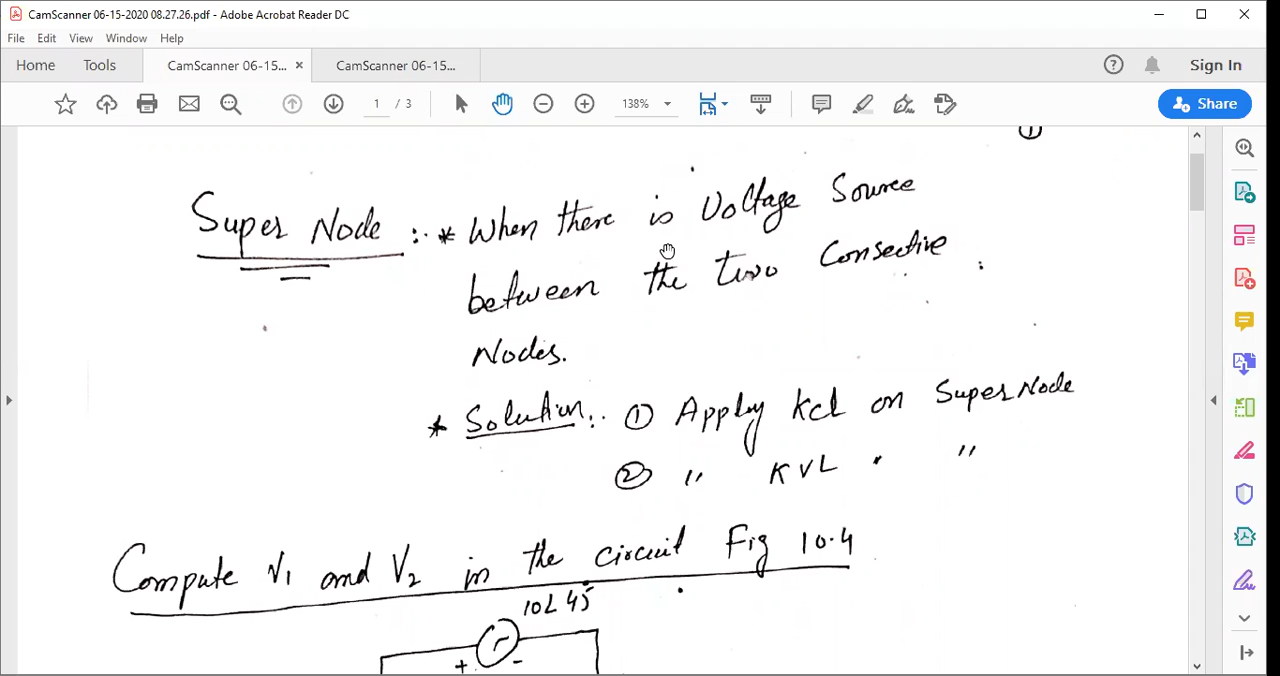 CamScanner 06-15-2020 08.27.26.pdf - Adobe Acrobat Reader DC
File Edit View Window Help
Home Tools CamScanner 06-15... × CamScanner 06-15... Sign In
1 / 3 138% Share
1
Super Node :. * When there is Voltage Source
between the two Consective
Nodes.
* Solution :. 1 Apply Kcl on Super Node
2 " KVL " "
Compute V1 and V2 in the circuit Fig 10.4
10∠45
+ -